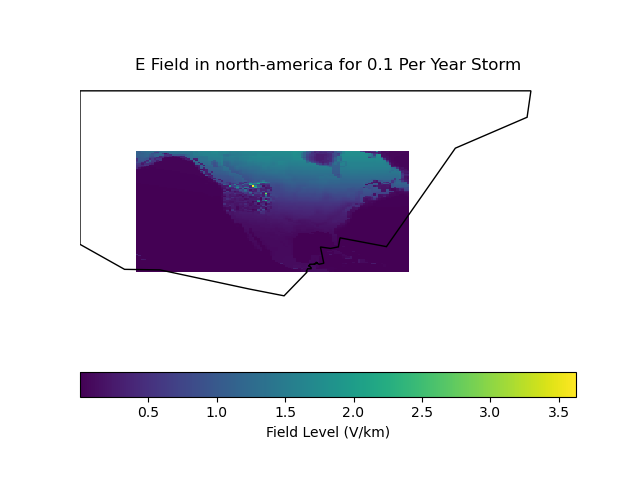 E Field in north-america for 0.1 Per Year Storm
0.5 1.0 1.5 2.0 2.5 3.0 3.5
Field Level (V/km)